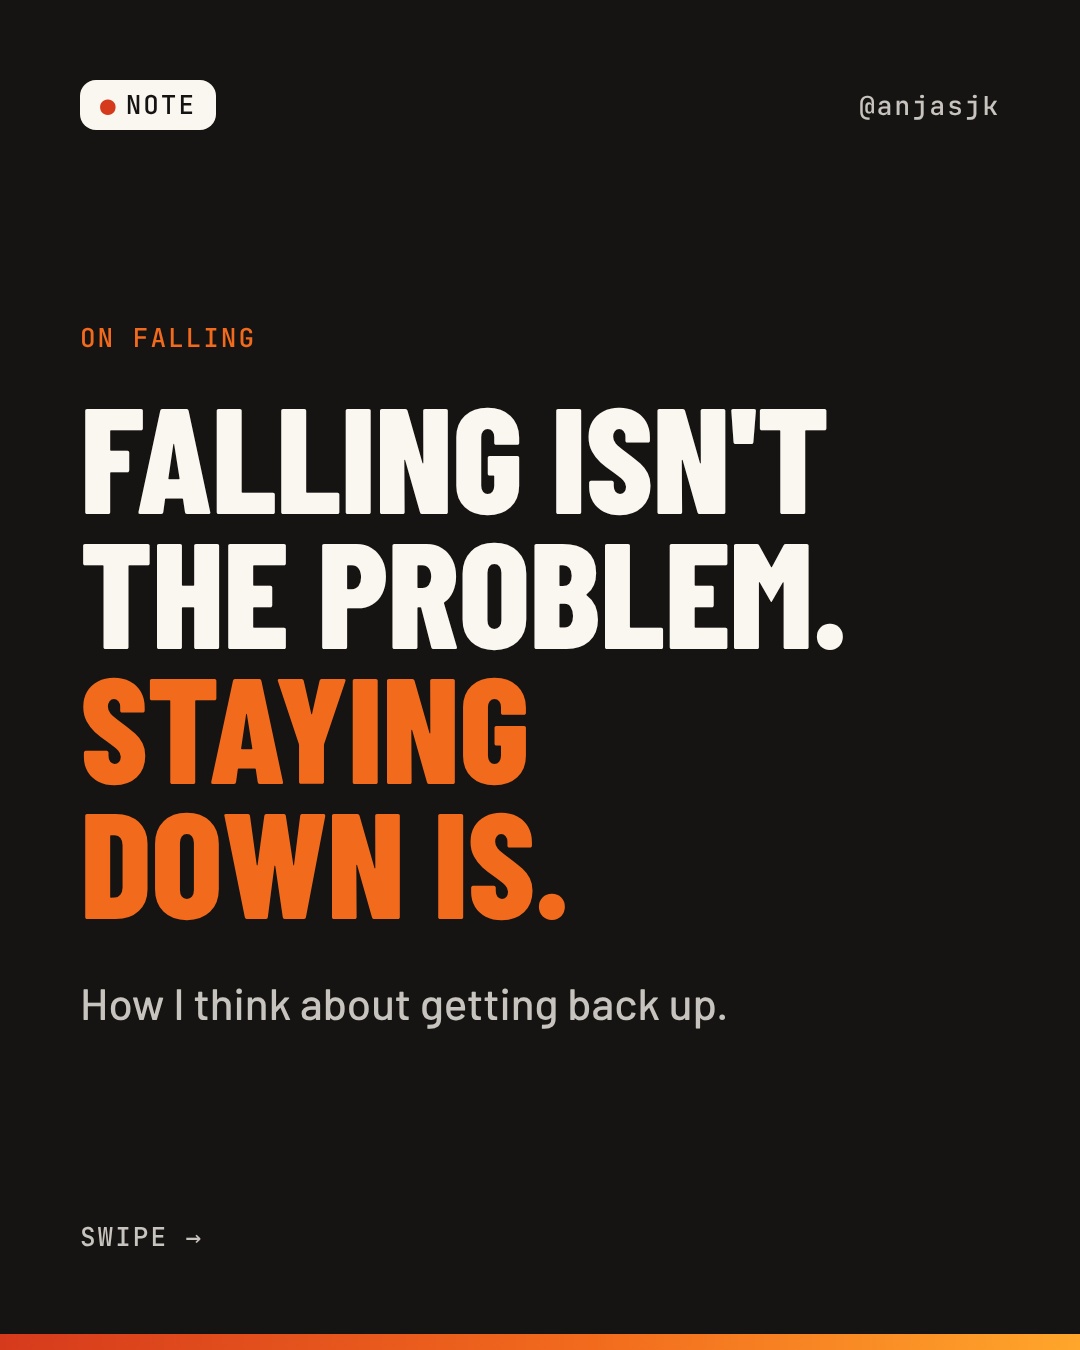 NOTE
@anjasjk
ON FALLING
FALLING ISN'T
THE PROBLEM.
STAYING
DOWN IS.
How I think about getting back up.
SWIPE →